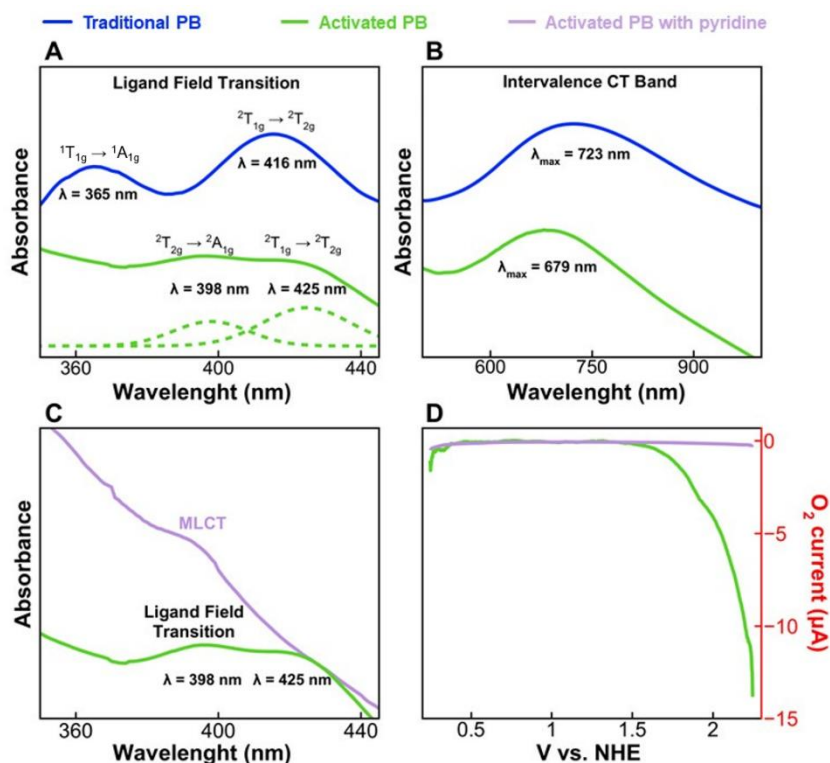 Traditional PB Activated PB Activated PB with pyridine
A
Ligand Field Transition
²T₁g → ²T₂g
¹T₁g → ¹A₁g
λ = 416 nm
λ = 365 nm
²T₂g → ²A₁g ²T₁g → ²T₂g
λ = 398 nm λ = 425 nm
Absorbance
360 400 440
Wavelenght (nm)
B
Intervalence CT Band
λmax = 723 nm
λmax = 679 nm
Absorbance
600 750 900
Wavelenght (nm)
C
MLCT
Ligand Field
Transition
λ = 398 nm λ = 425 nm
Absorbance
360 400 440
Wavelenght (nm)
D
0
−5
−10
−15
O₂ current (µA)
0.5 1 1.5 2
V vs. NHE